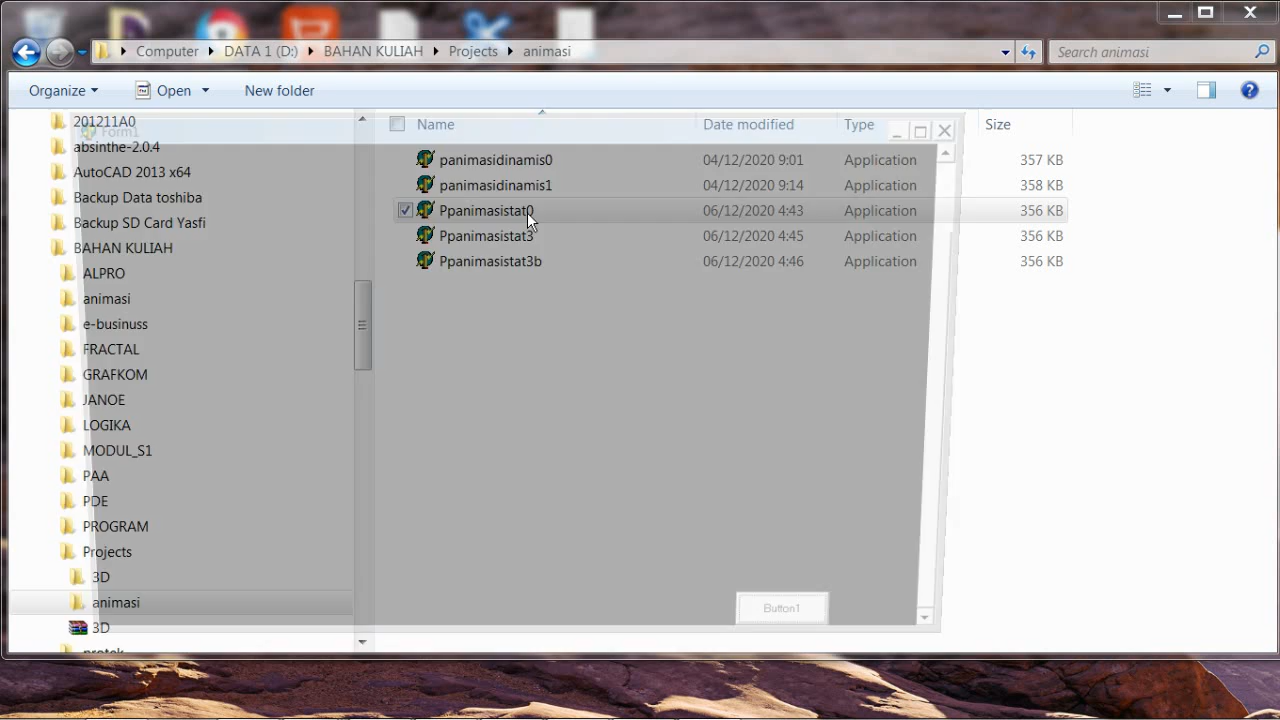 Computer DATA 1 (D:) BAHAN KULIAH Projects animasi
Search animasi
Organize Open New folder
201211A0
Form1
absinthe-2.0.4
AutoCAD 2013 x64
Backup Data toshiba
Backup SD Card Yasfi
BAHAN KULIAH
ALPRO
animasi
e-businuss
FRACTAL
GRAFKOM
JANOE
LOGIKA
MODUL_S1
PAA
PDE
PROGRAM
Projects
3D
animasi
3D
Name Date modified Type Size
panimasidinamis0 04/12/2020 9:01 Application 357 KB
panimasidinamis1 04/12/2020 9:14 Application 358 KB
Ppanimasistat0 06/12/2020 4:43 Application 356 KB
Ppanimasistat3 06/12/2020 4:45 Application 356 KB
Ppanimasistat3b 06/12/2020 4:46 Application 356 KB
Button1